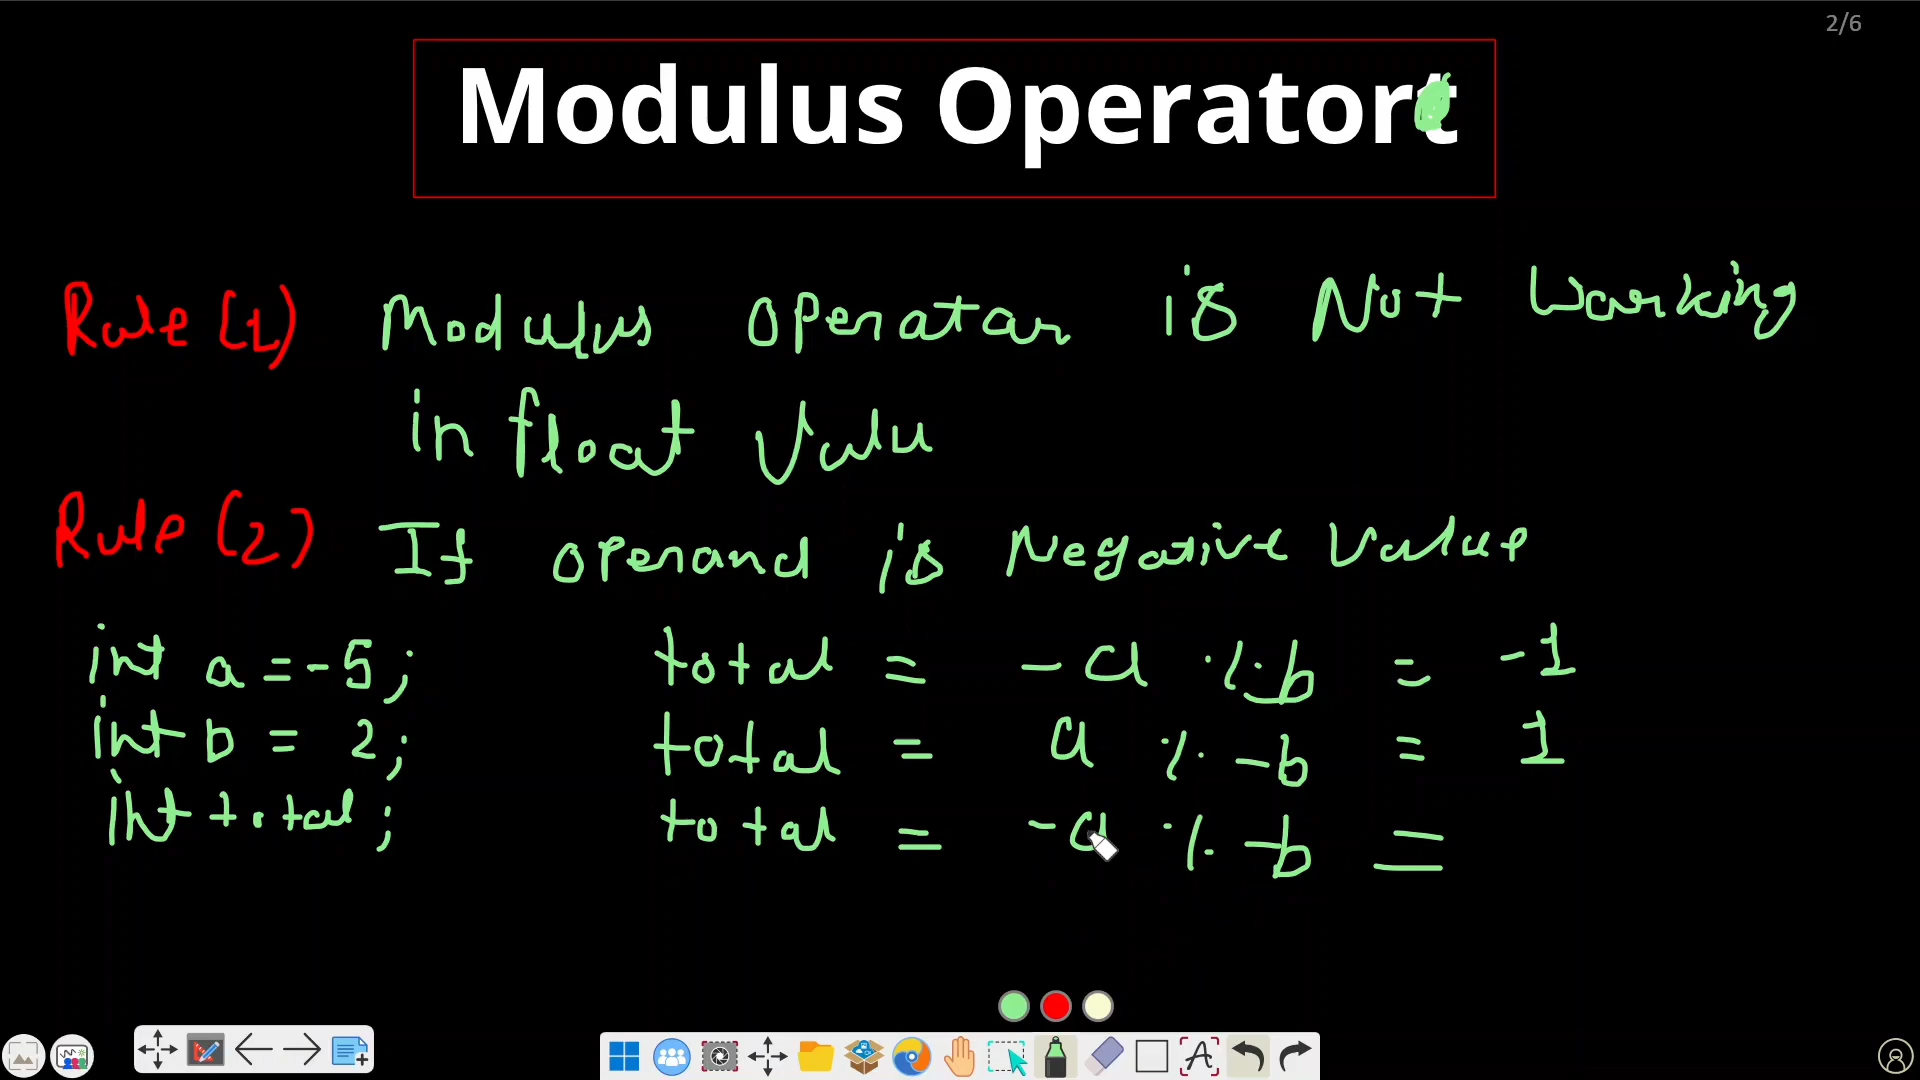 2/6
Modulus Operatort
Rule (1) Modulus Operator is Not Working
in float Valu
Rule (2) If operand is Negative Value
int a = -5; total = -a % b = -1
int b = 2; total = a % -b = 1
int total; total = -a % -b =